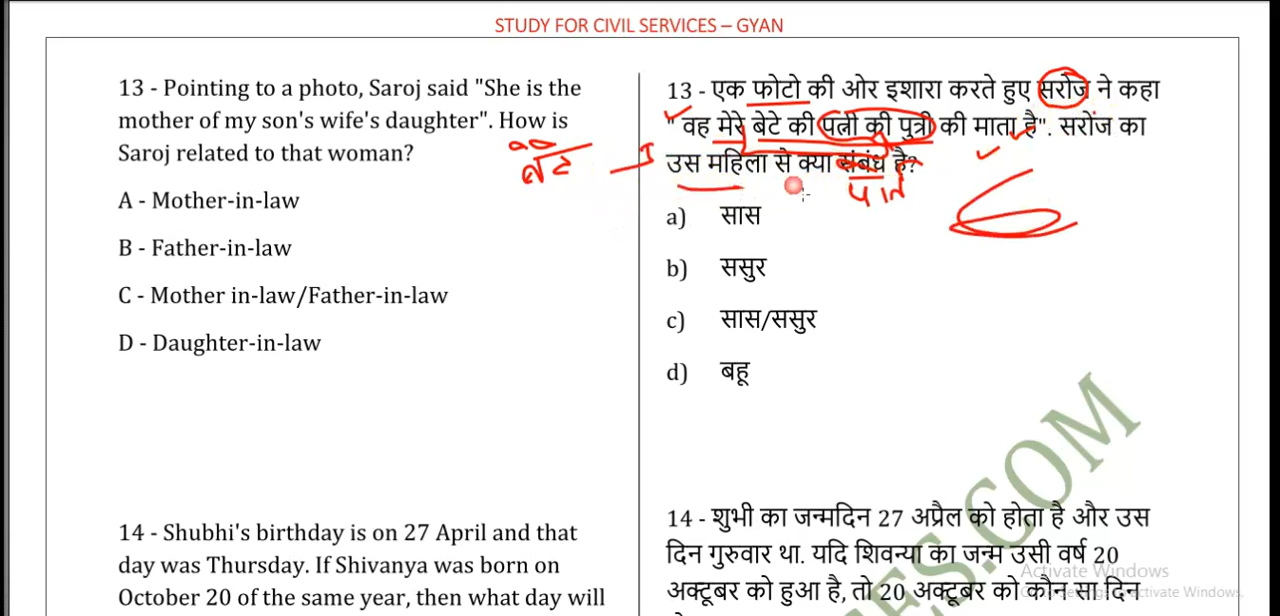 STUDY FOR CIVIL SERVICES – GYAN
13 - Pointing to a photo, Saroj said "She is the
mother of my son's wife's daughter". How is
Saroj related to that woman?
A - Mother-in-law
B - Father-in-law
C - Mother in-law/Father-in-law
D - Daughter-in-law
14 - Shubhi's birthday is on 27 April and that
day was Thursday. If Shivanya was born on
October 20 of the same year, then what day will
13 - एक फोटो की ओर इशारा करते हुए सरोज ने कहा
" वह मेरे बेटे की पत्नी की पुत्री की माता है". सरोज का
उस महिला से क्या संबंध है?
a) सास
b) ससुर
c) सास/ससुर
d) बहू
14 - शुभी का जन्मदिन 27 अप्रैल को होता है और उस
दिन गुरुवार था. यदि शिवन्या का जन्म उसी वर्ष 20
अक्टूबर को हुआ है, तो 20 अक्टूबर को कौन सा दिन
Activate Windows
Activate Windows.